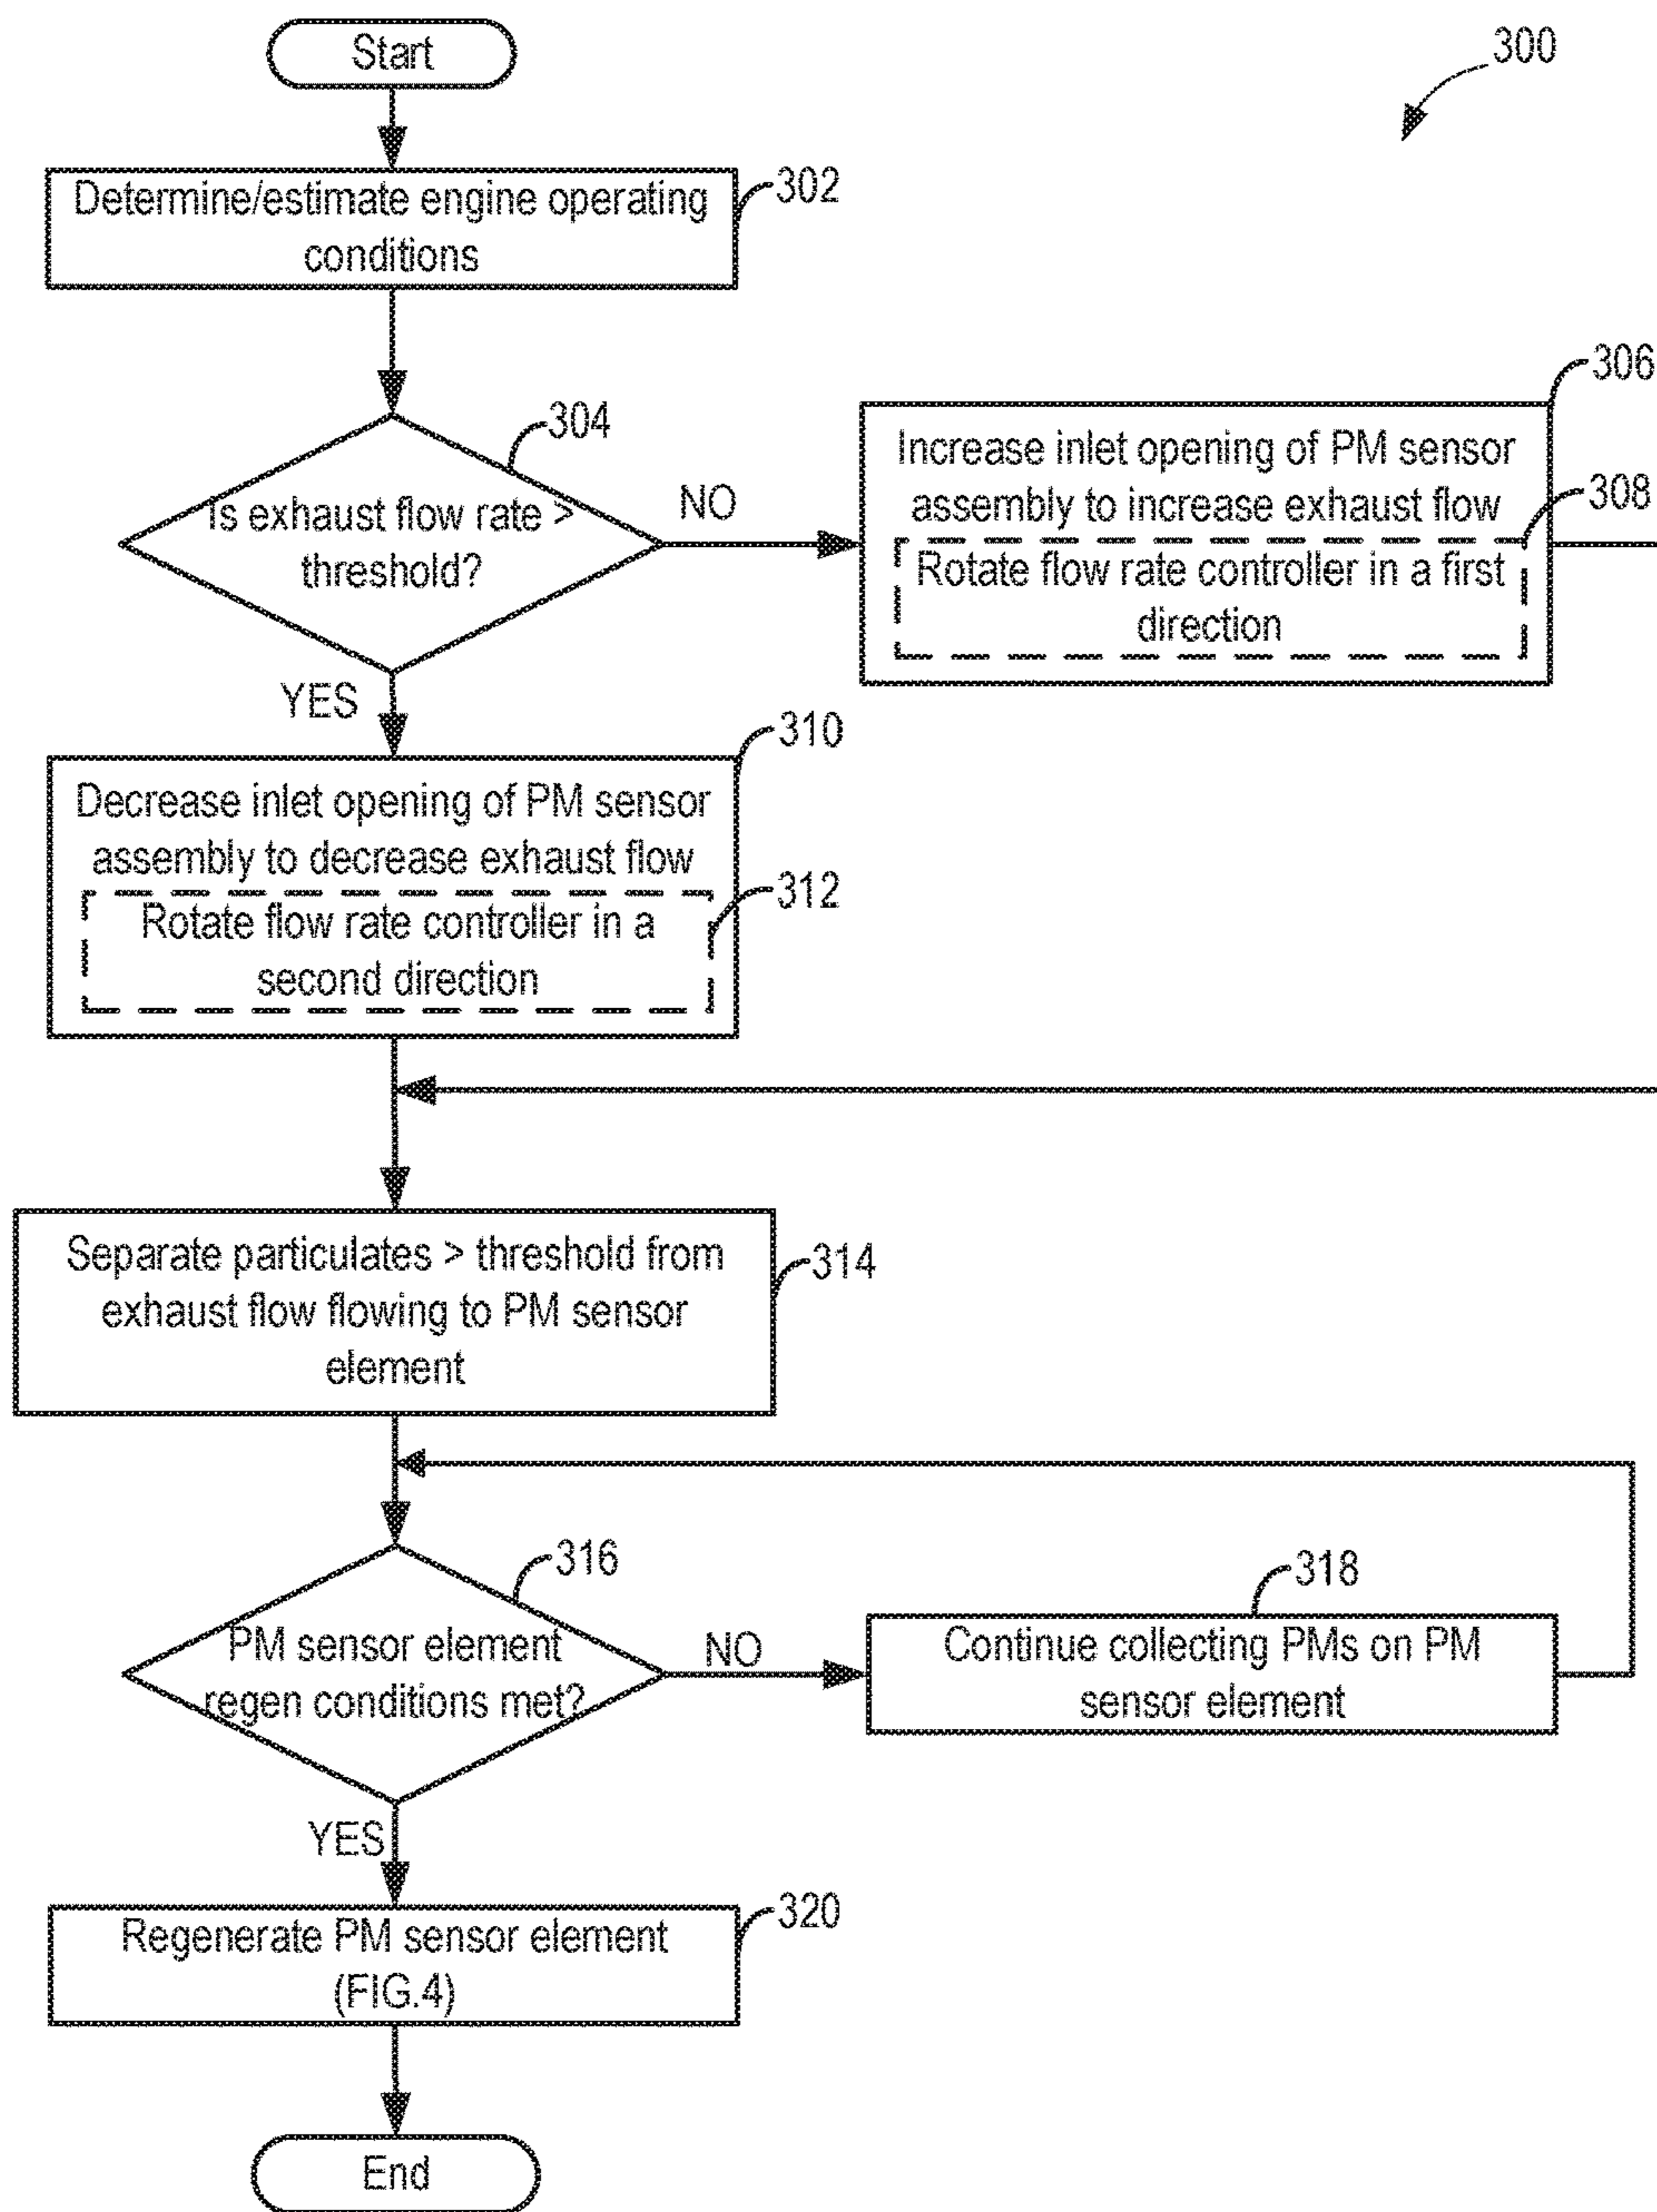 Start
300
Determine/estimate engine operating
conditions
302
304
Is exhaust flow rate >
threshold?
NO
306
Increase inlet opening of PM sensor
assembly to increase exhaust flow
308
Rotate flow rate controller in a first
direction
YES
310
Decrease inlet opening of PM sensor
assembly to decrease exhaust flow
312
Rotate flow rate controller in a
second direction
Separate particulates > threshold from
exhaust flow flowing to PM sensor
element
314
316
PM sensor element
regen conditions met?
NO
318
Continue collecting PMs on PM
sensor element
YES
320
Regenerate PM sensor element
(FIG.4)
End